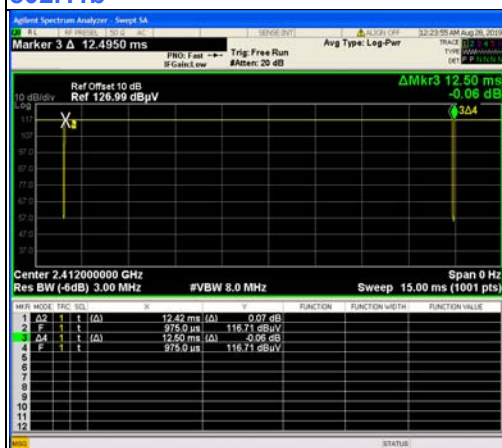 802.11b
Agilent Spectrum Analyzer - Swept SA
RL RF PRESEL 50 Ω AC SENSE:INT ALIGN OFF 12:23:55 AM Aug 28, 2019
Marker 3 Δ 12.4950 ms
PNO: Fast Trig: Free Run
IFGain:Low #Atten: 20 dB
Avg Type: Log-Pwr
TRACE 1 2 3 4 5
TYPE
DET P P N N N N
ΔMkr3 12.50 ms
-0.06 dB
Ref Offset 10 dB
10 dB/div Ref 126.99 dBµV
Log
3Δ4
117
107
97.0
87.0
77.0
67.0
57.0
47.0
37.0
Center 2.412000000 GHz Span 0 Hz
Res BW (-6dB) 3.00 MHz #VBW 8.0 MHz Sweep 15.00 ms (1001 pts)
MKR MODE TRC SCL X Y FUNCTION FUNCTION WIDTH FUNCTION VALUE
1 Δ2 1 t (Δ) 12.42 ms (Δ) 0.07 dB
2 F 1 t 975.0 µs 116.71 dBµV
3 Δ4 1 t (Δ) 12.50 ms (Δ) -0.06 dB
4 F 1 t 975.0 µs 116.71 dBµV
5
6
7
8
9
10
11
12
MSG STATUS